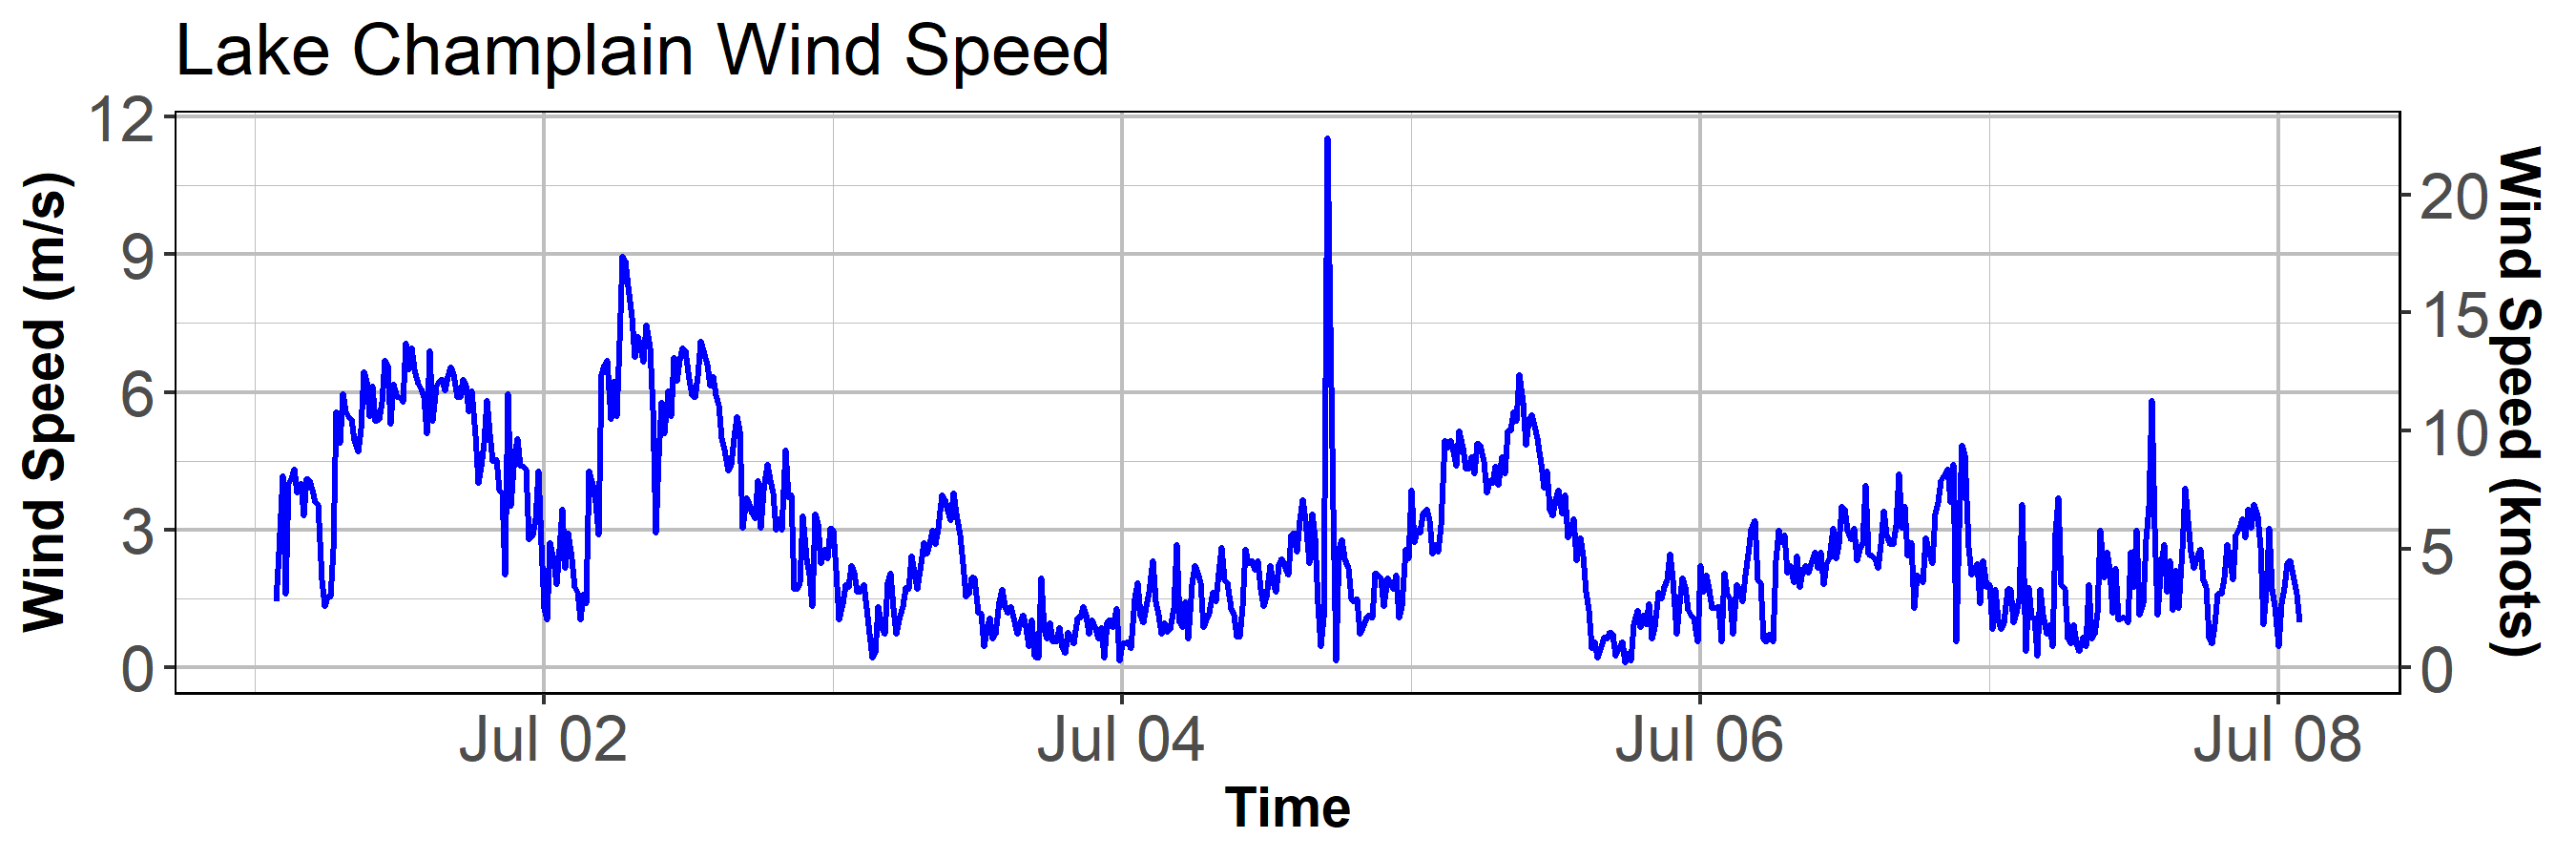 Lake Champlain Wind Speed
Wind Speed (m/s)
12
9
6
3
0
20
15
10
5
0
Wind Speed (knots)
Jul 02
Jul 04
Jul 06
Jul 08
Time